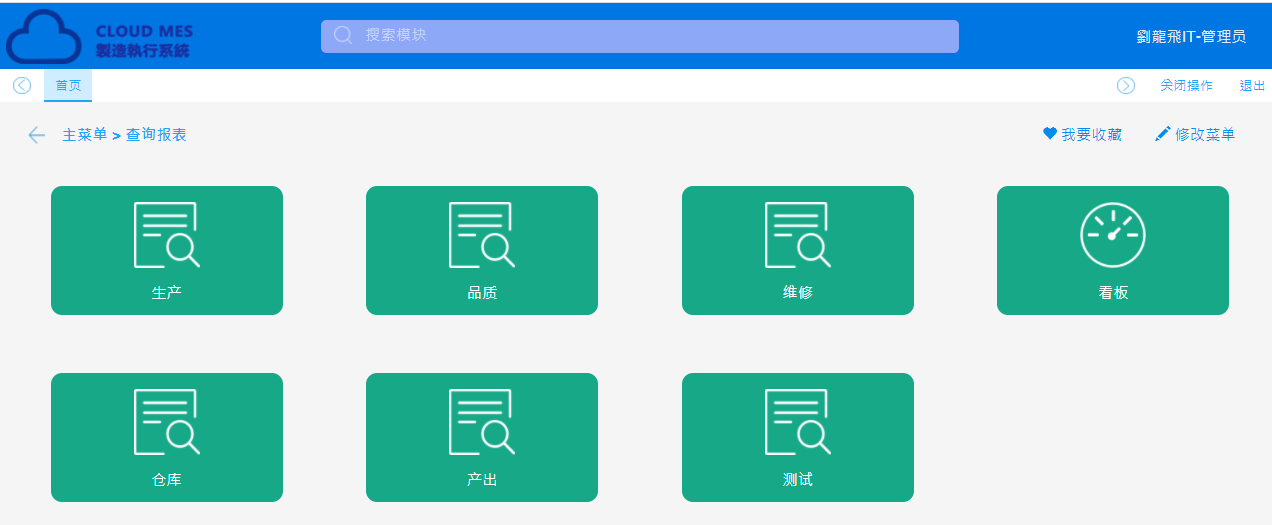 CLOUD MES
製造執行系統
搜索模块
劉龍飛IT-管理员
首页
关闭操作
退出
主菜单 > 查询报表
我要收藏
修改菜单
生产
品质
维修
看板
仓库
产出
测试